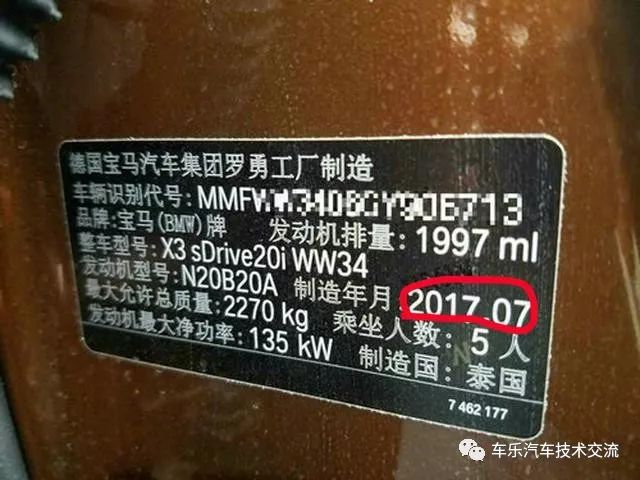 德国宝马汽车集团罗勇工厂制造
车辆识别代号:
品牌:宝马(BMW)牌 发动机排量:1997 ml
整车型号:X3 sDrive20i WW34
发动机型号:N20B20A 制造年月 2017.07
最大允许总质量:2270 kg 乘坐人数:5人
发动机最大净功率:135 kW 制造国:泰国
7 462 177
车乐汽车技术交流